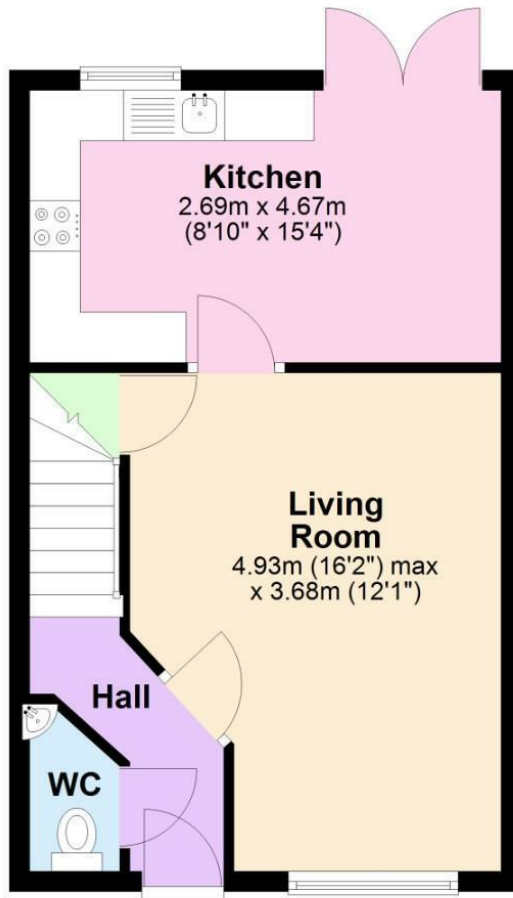 Kitchen
2.69m x 4.67m
(8'10" x 15'4")
Living
Room
4.93m (16'2") max
x 3.68m (12'1")
Hall
WC